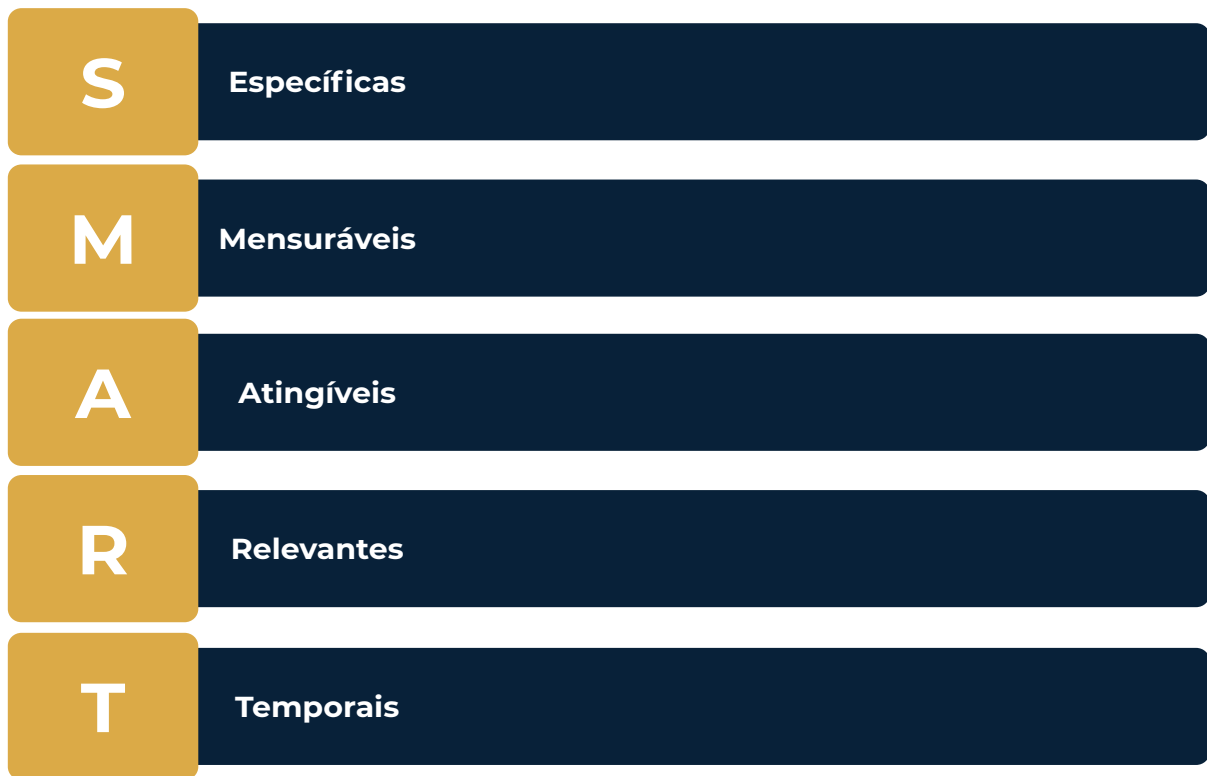 S
Específicas
M
Mensuráveis
A
Atingíveis
R
Relevantes
T
Temporais